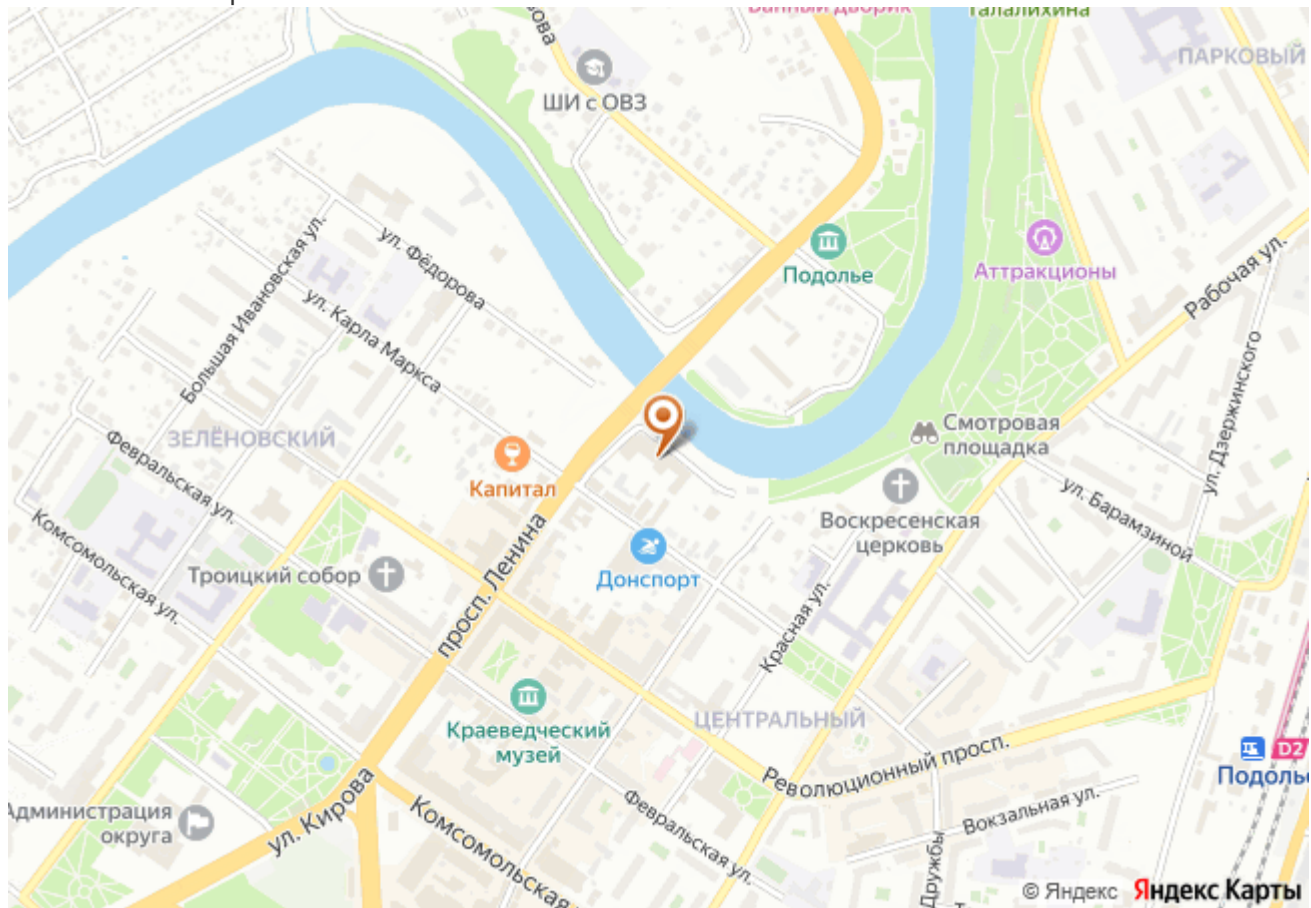 Банный дворик
Талалихина
ПАРКОВЫЙ
ШИ с ОВЗ
Подолье
Аттракционы
Рабочая ул.
ул. Фёдорова
Большая Ивановская ул.
ул. Карла Маркса
ул. Дзержинского
Смотровая
площадка
ЗЕЛЁНОВСКИЙ
Февральская ул.
Капитал
ул. Барамзиной
Воскресенская
церковь
Комсомольская ул.
просп. Ленина
Троицкий собор
Донспорт
Красная ул.
Краеведческий
музей
ЦЕНТРАЛЬНЫЙ
Революционный просп.
D2
Администрация
округа
ул. Кирова
Комсомольская
Февральская ул.
Вокзальная ул.
Дружбы
© Яндекс Яндекс Карты